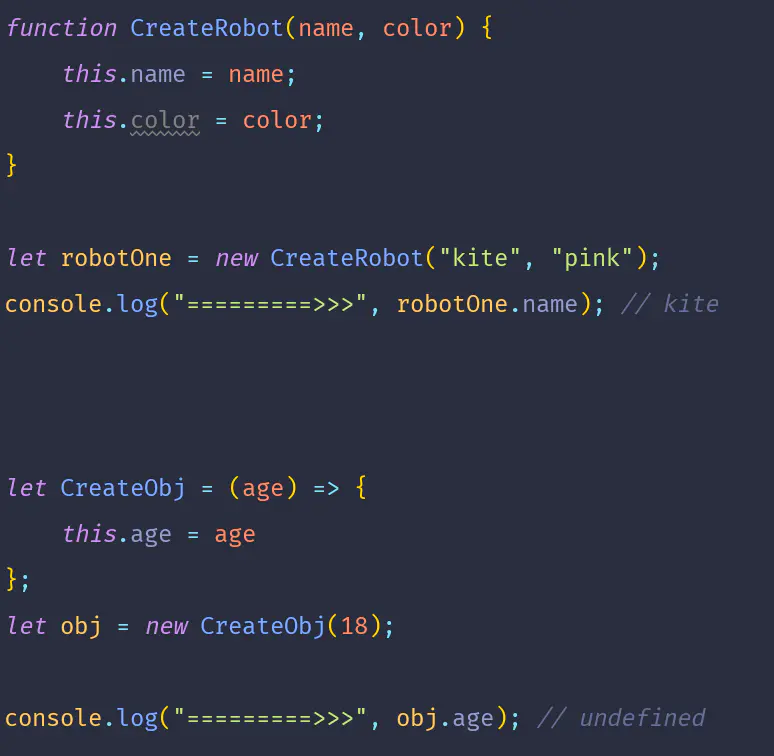 function CreateRobot(name, color) {
    this.name = name;
    this.color = color;
}
let robotOne = new CreateRobot("kite", "pink");
console.log("=========>>>", robotOne.name); // kite
let CreateObj = (age) => {
    this.age = age
};
let obj = new CreateObj(18);
console.log("=========>>>", obj.age); // undefined